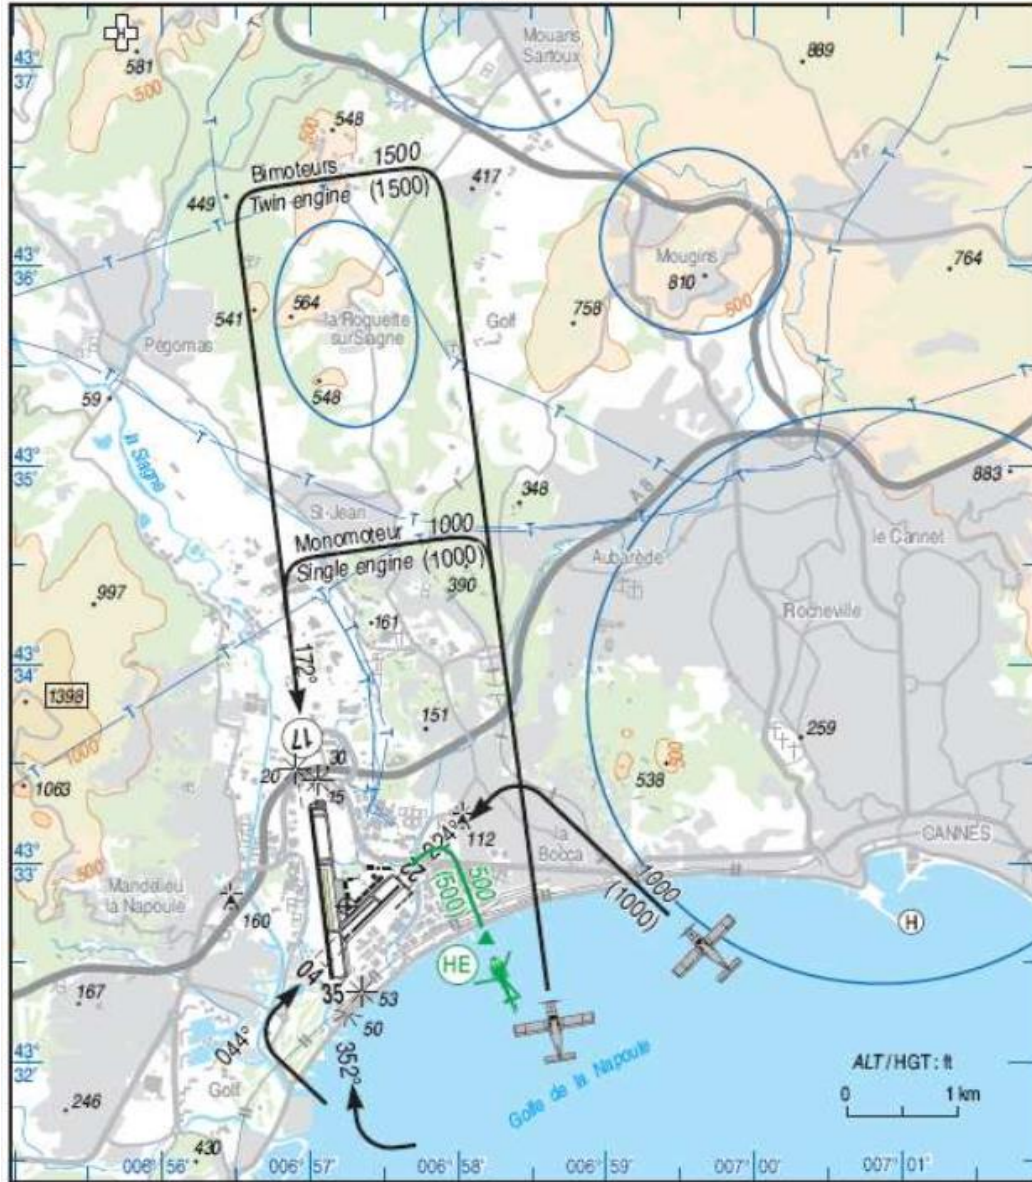 Mouans
Sartoux
889
43°
37'
H
581
500
500
548
Bimoteurs 1500
Twin engine (1500)
417
449
43°
36'
Mougins
810
764
500
541
564
la Roquette
sur Siagne
Golf
758
Pégomas
548
59
la Siagne
43°
35'
A 8
348
883
St-Jean
Monomoteur 1000
Single engine (1000)
Aubarède
le Cannet
390
997
161
Rocheville
43°
34'
172°
1398
1000
151
259
17
500
538
20
30
15
1063
112
224°
la
Bocca
CANNES
43°
33'
500
22
500
(500)
1000
(1000)
Mandelieu
la Napoule
160
H
HE
04
35
53
167
50
044°
352°
43°
32'
Golfe de la Napoule
ALT/HGT : ft
0 1 km
Golf
246
430
006° 56'
006° 57'
006° 58'
006° 59'
007° 00'
007° 01'